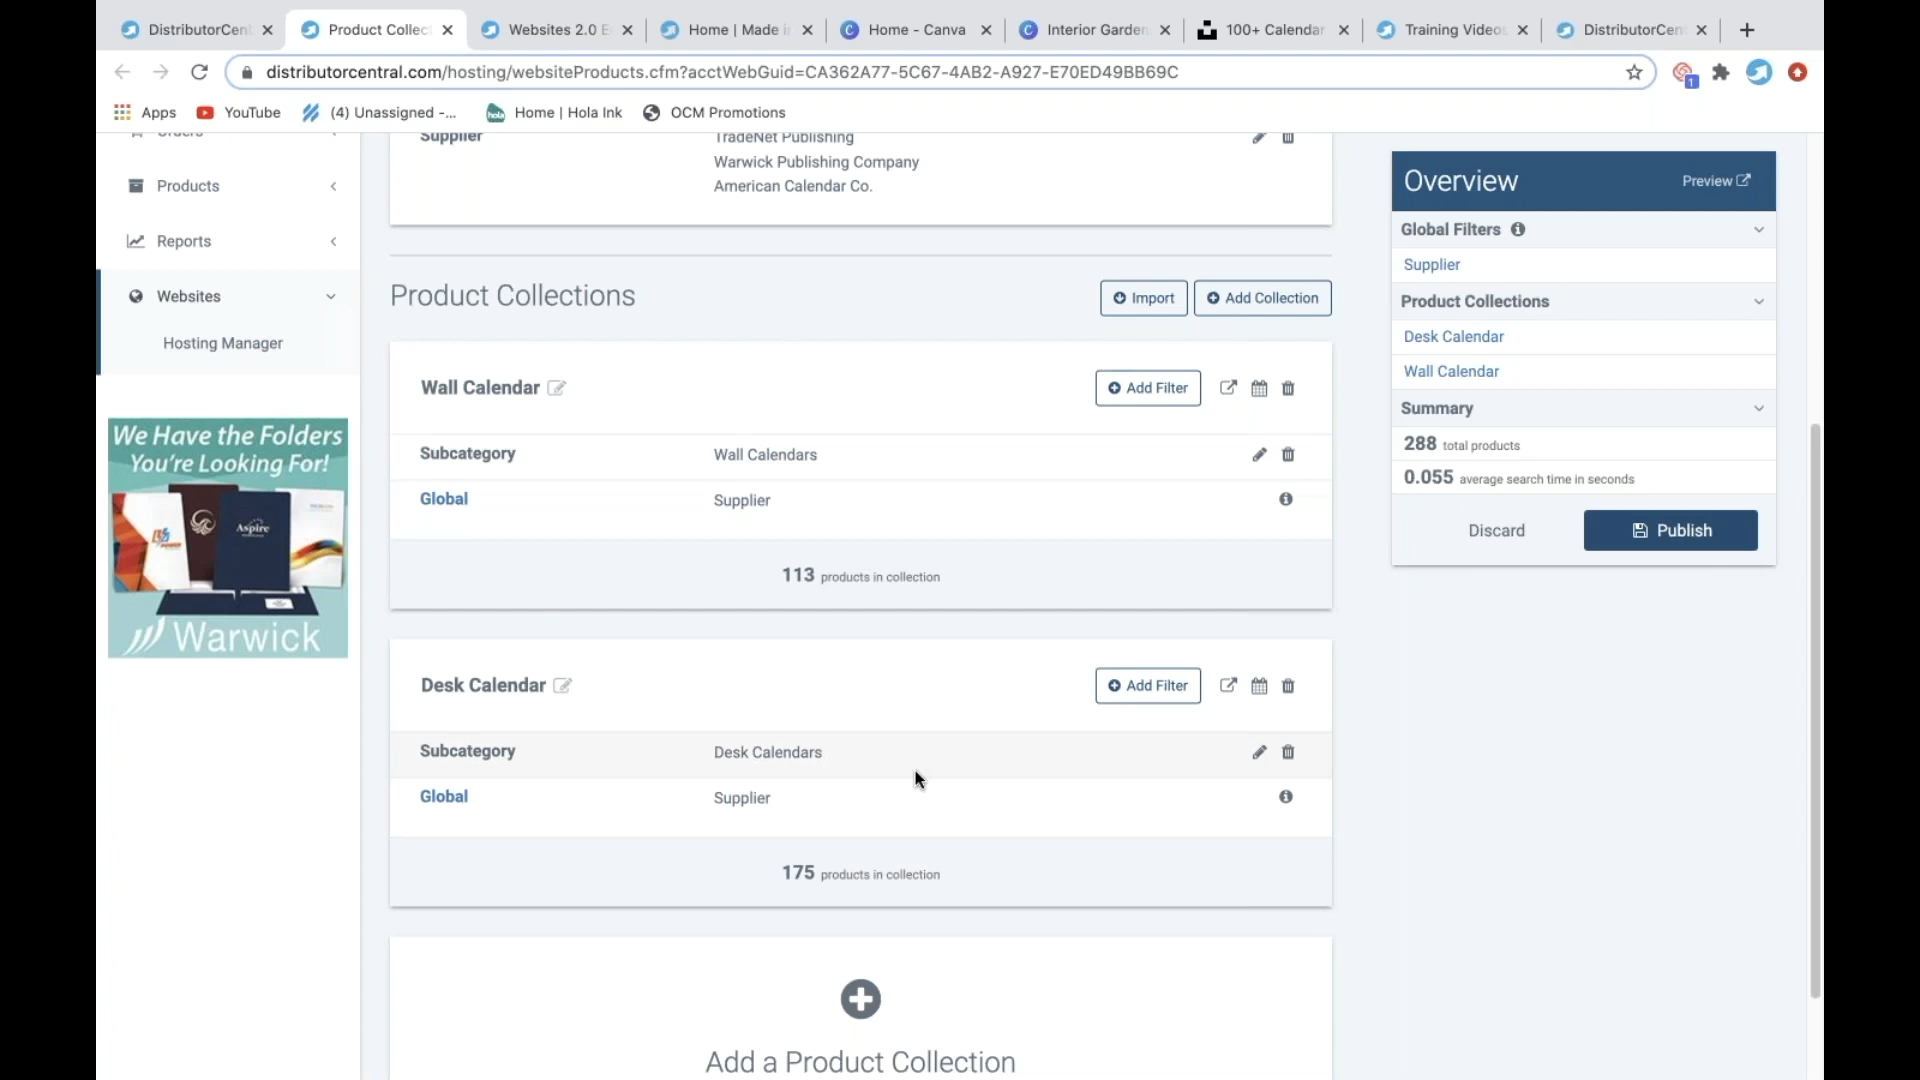 DistributorCen
Product Collec
Websites 2.0 E
Home | Made i
Home - Canva
Interior Garden
100+ Calendar
Training Videos
DistributorCen
distributorcentral.com/hosting/websiteProducts.cfm?acctWebGuid=CA362A77-5C67-4AB2-A927-E70ED49BB69C
1
Apps
YouTube
(4) Unassigned -...
Home | Hola Ink
OCM Promotions
Orders
Products
Reports
Websites
Hosting Manager
We Have the Folders
You're Looking For!
Aspire
Warwick
Supplier
TradeNet Publishing
Warwick Publishing Company
American Calendar Co.
Product Collections
Import
Add Collection
Wall Calendar
Add Filter
Subcategory
Wall Calendars
Global
Supplier
113 products in collection
Desk Calendar
Add Filter
Subcategory
Desk Calendars
Global
Supplier
175 products in collection
Add a Product Collection
Overview
Preview
Global Filters
Supplier
Product Collections
Desk Calendar
Wall Calendar
Summary
288 total products
0.055 average search time in seconds
Discard
Publish